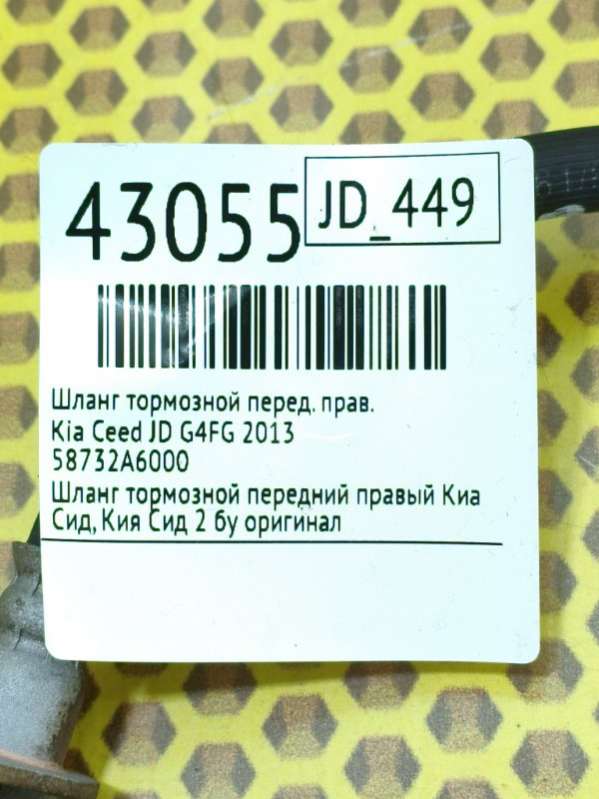 43055 JD_449
Шланг тормозной перед. прав.
Kia Ceed JD G4FG 2013
58732A6000
Шланг тормозной передний правый Киа
Сид, Кия Сид 2 бу оригинал